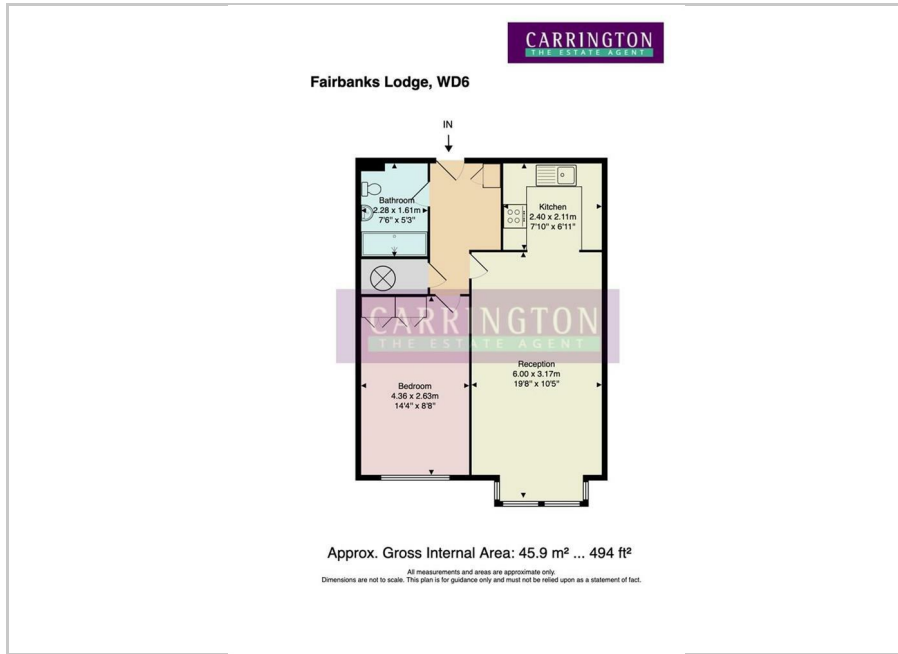 CARRINGTON
THE ESTATE AGENT
Fairbanks Lodge, WD6
IN
Bathroom
2.28 x 1.61m
7'6" x 5'3"
Kitchen
2.40 x 2.11m
7'10" x 6'11"
CARRINGTON
THE ESTATE AGENT
Reception
6.00 x 3.17m
19'8" x 10'5"
Bedroom
4.36 x 2.63m
14'4" x 8'8"
Approx. Gross Internal Area: 45.9 m² ... 494 ft²
All measurements and areas are approximate only.
Dimensions are not to scale. This plan is for guidance only and must not be relied upon as a statement of fact.